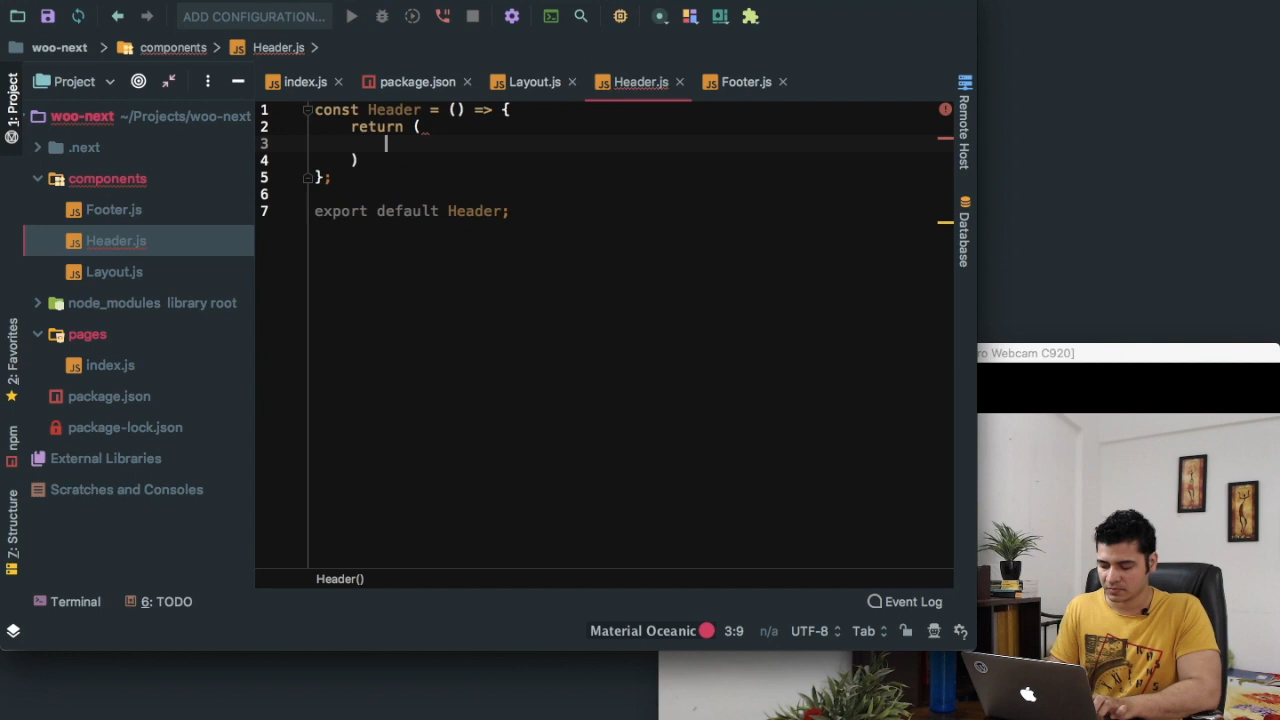 ADD CONFIGURATION...
woo-next
components
Header.js
Project
index.js
package.json
Layout.js
Header.js
Footer.js
1: Project
2: Favorites
npm
Z: Structure
woo-next ~/Projects/woo-next
.next
components
Footer.js
Header.js
Layout.js
node_modules library root
pages
index.js
package.json
package-lock.json
External Libraries
Scratches and Consoles
1 const Header = () => {
2 return (
3
4 )
5 };
6
7 export default Header;
Header()
Remote Host
Database
ro Webcam C920]
Terminal
6: TODO
Event Log
Material Oceanic
3:9
n/a
UTF-8
Tab